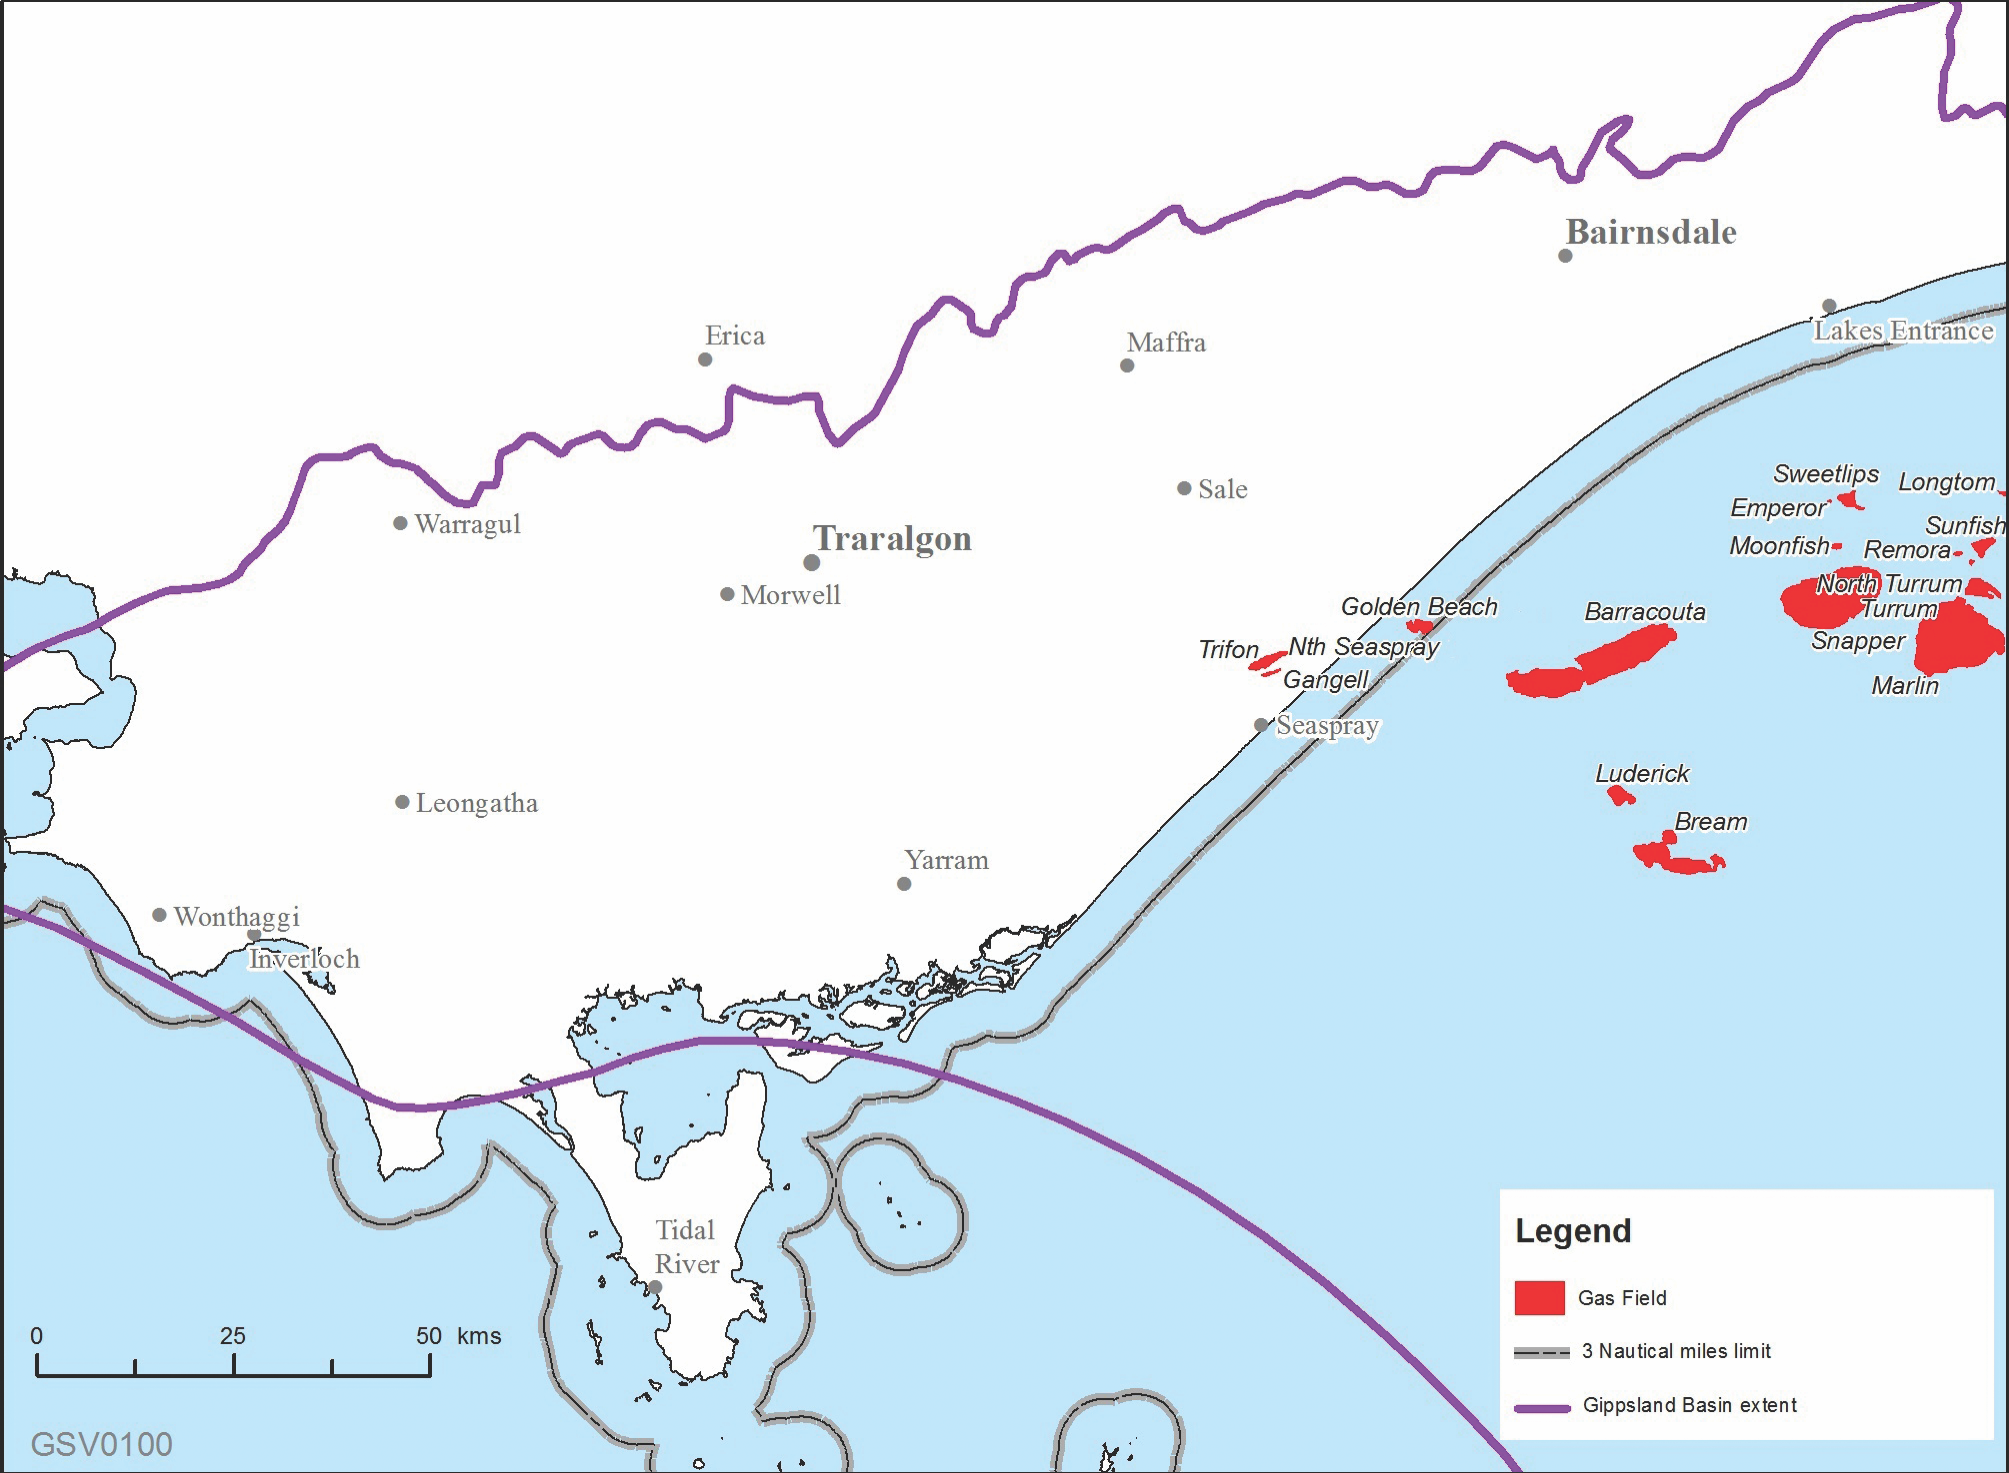 Bairnsdale
Lakes Entrance
Erica
Maffra
Sweetlips
Longtom
Emperor
Sale
Warragul
Sunfish
Traralgon
Moonfish
Remora
Morwell
North Turrum
Golden Beach
Barracouta
Turrum
Trifon
Nth Seaspray
Snapper
Gangell
Marlin
Seaspray
Luderick
Leongatha
Bream
Yarram
Wonthaggi
Inverloch
Tidal
River
Legend
Gas Field
3 Nautical miles limit
Gippsland Basin extent
0 25 50 kms
GSV0100